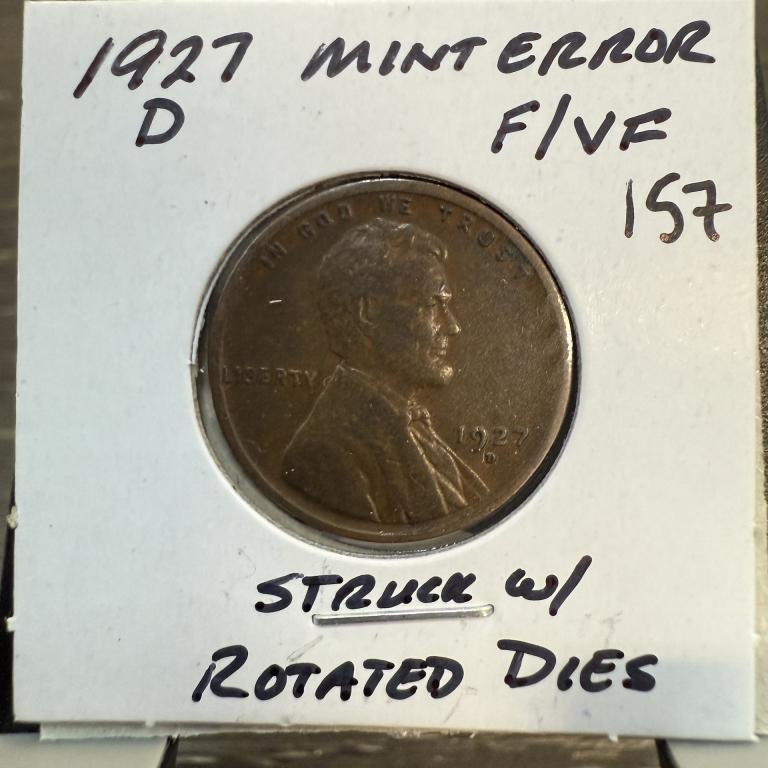 1927 MINT ERROR
D F/VF
157
IN GOD WE TRUST
LIBERTY
1927
D
STRUCK W/
ROTATED DIES